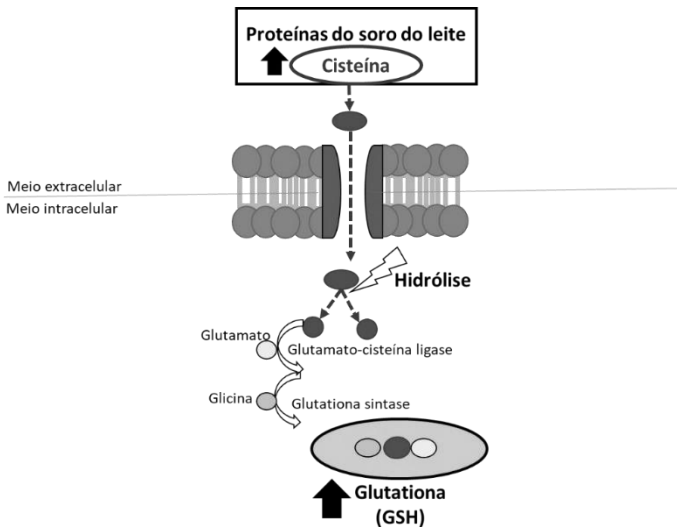 Proteínas do soro do leite
Cisteína
Meio extracelular
Meio intracelular
Hidrólise
Glutamato
Glutamato-cisteína ligase
Glicina
Glutationa sintase
Glutationa
(GSH)